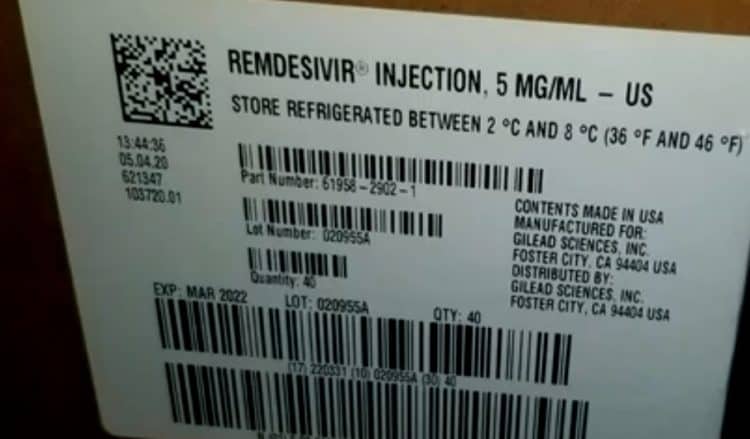 REMDESIVIR® INJECTION, 5 MG/ML – US
STORE REFRIGERATED BETWEEN 2 °C AND 8 °C (36 °F AND 46 °F)
13:44:36
05.04.20
621347
103720.01
Part Number: 61958-2902-1
Lot Number: 020955A
Quantity: 40
CONTENTS MADE IN USA
MANUFACTURED FOR:
GILEAD SCIENCES, INC.
FOSTER CITY, CA 94404 USA
DISTRIBUTED BY:
GILEAD SCIENCES, INC.
FOSTER CITY, CA 94404 USA
EXP: MAR 2022 LOT: 020955A QTY: 40
(17) 220331 (10) 020955A (30) 40